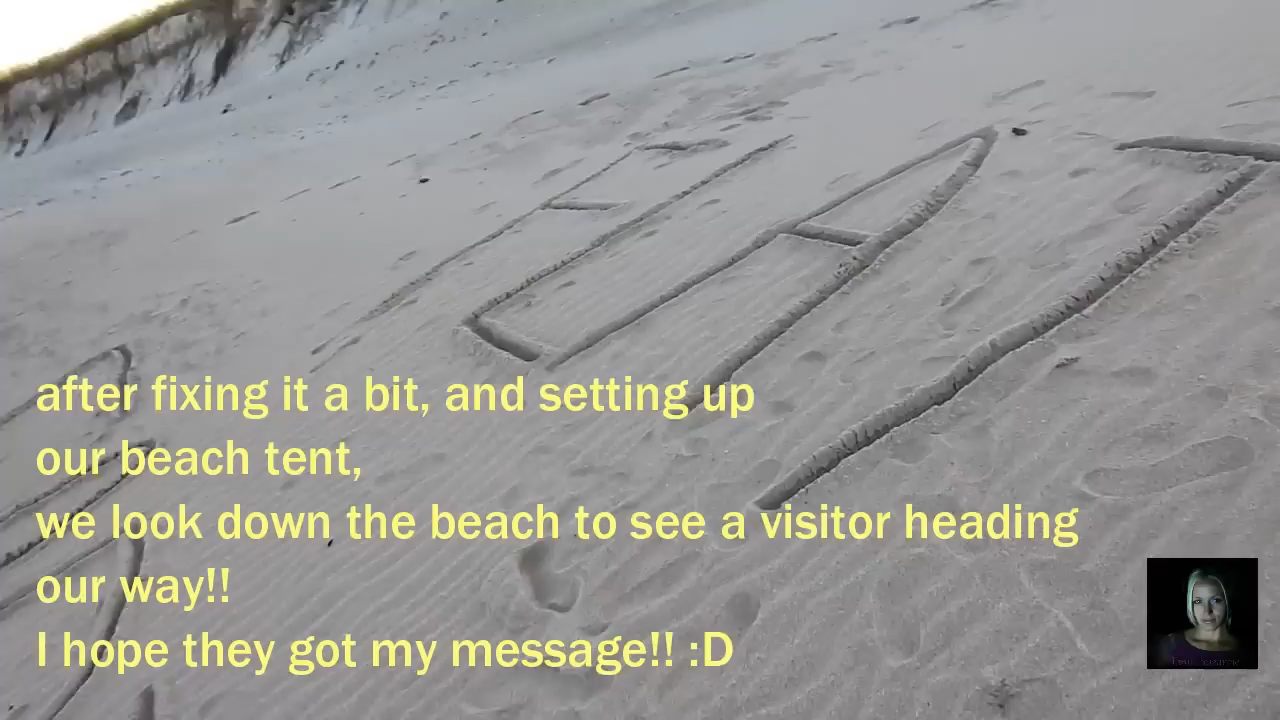 FLAT
after fixing it a bit, and setting up
our beach tent,
we look down the beach to see a visitor heading
our way!!
I hope they got my message!! :D